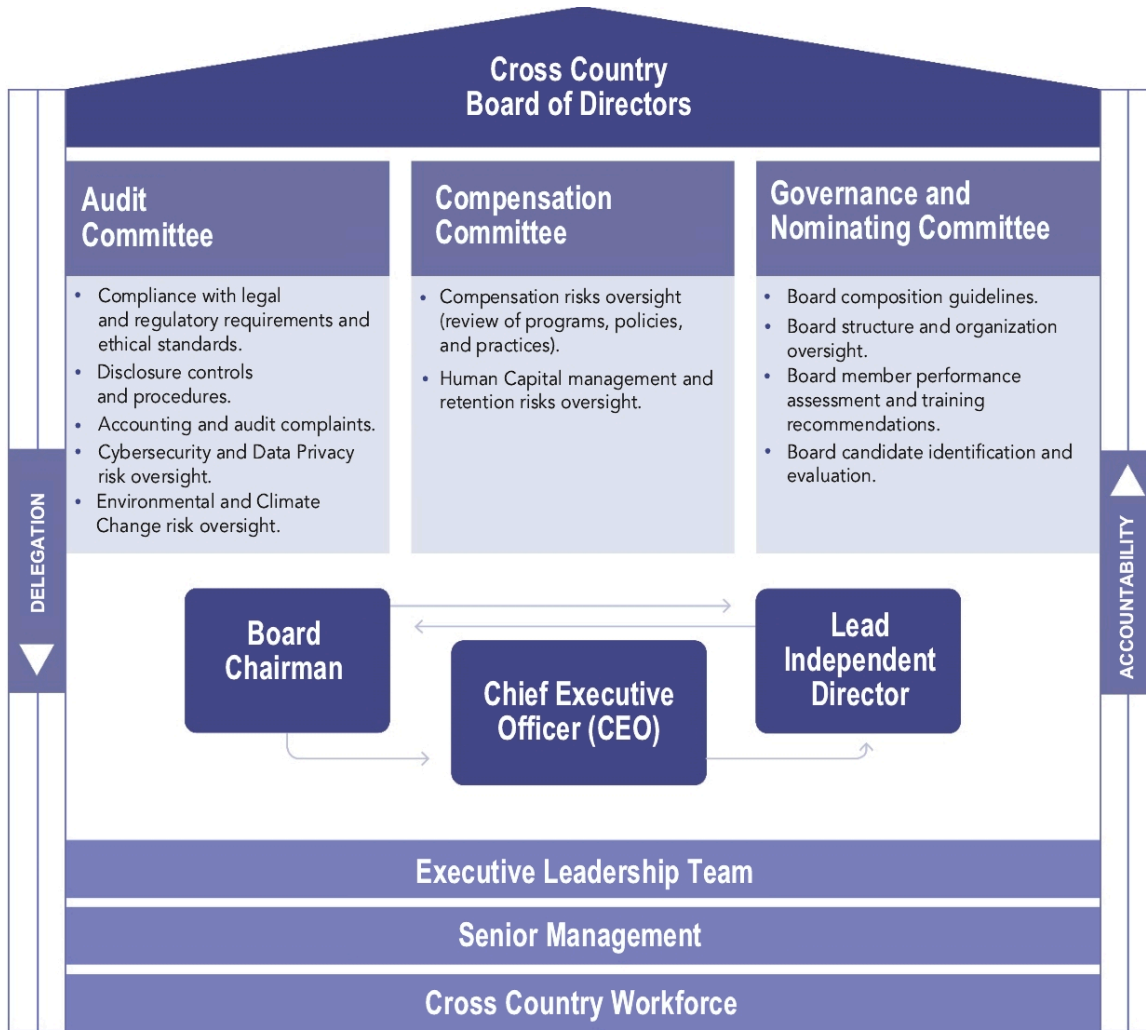 Cross Country
Board of Directors
Audit
Committee
• Compliance with legal
and regulatory requirements and
ethical standards.
• Disclosure controls
and procedures.
• Accounting and audit complaints.
• Cybersecurity and Data Privacy
risk oversight.
• Environmental and Climate
Change risk oversight.
Compensation
Committee
• Compensation risks oversight
(review of programs, policies,
and practices).
• Human Capital management and
retention risks oversight.
Governance and
Nominating Committee
• Board composition guidelines.
• Board structure and organization
oversight.
• Board member performance
assessment and training
recommendations.
• Board candidate identification and
evaluation.
DELEGATION
ACCOUNTABILITY
Board
Chairman
Chief Executive
Officer (CEO)
Lead
Independent
Director
Executive Leadership Team
Senior Management
Cross Country Workforce